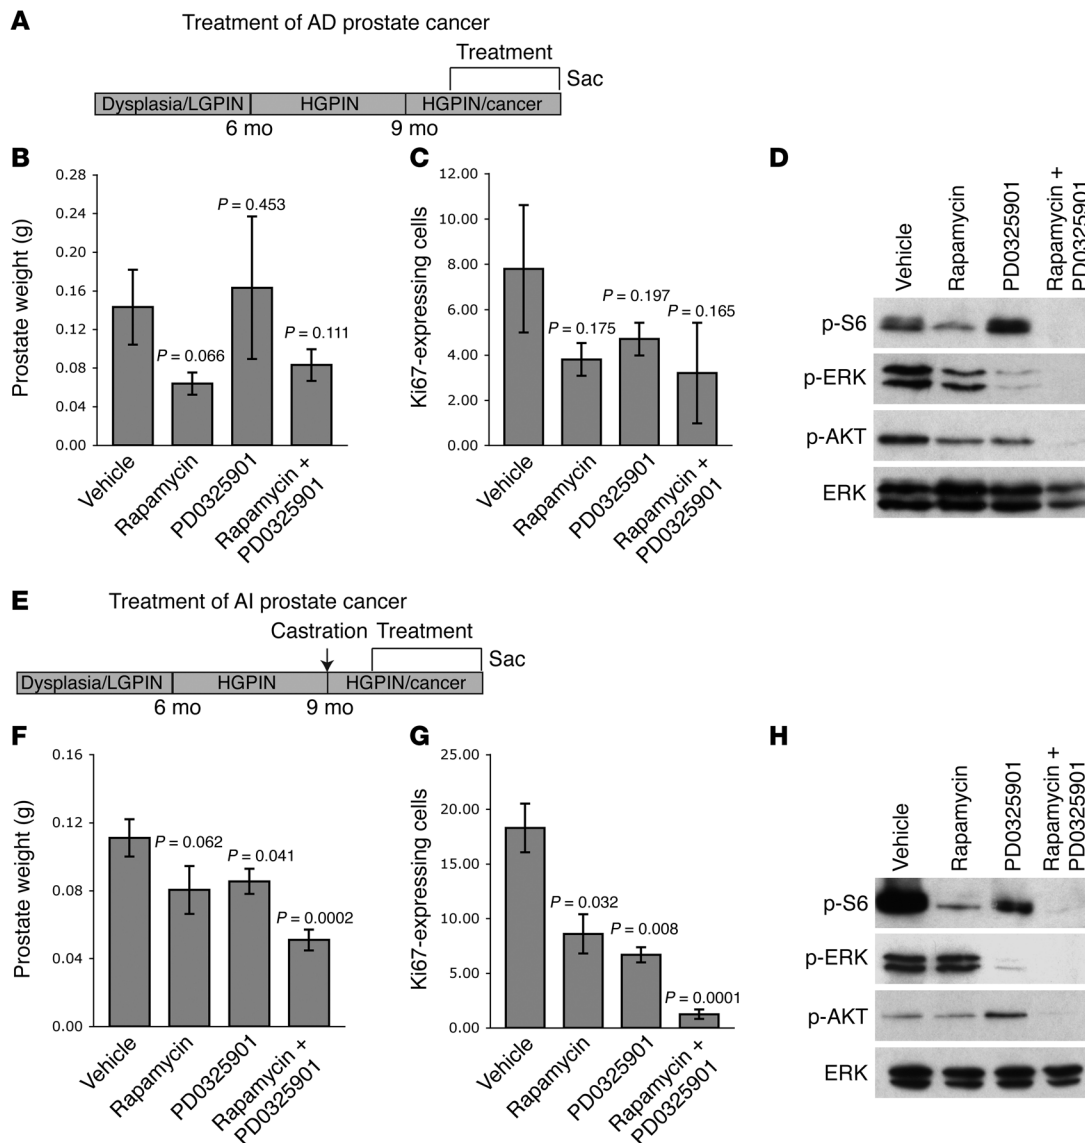 A
Treatment of AD prostate cancer
Treatment
Sac
Dysplasia/LGPIN
HGPIN
HGPIN/cancer
6 mo
9 mo
B
Prostate weight (g)
0.28
0.24
0.20
0.16
0.12
0.08
0.04
0.00
P = 0.066
P = 0.453
P = 0.111
Vehicle
Rapamycin
PD0325901
Rapamycin +
PD0325901
C
Ki67-expressing cells
12.00
10.00
8.00
6.00
4.00
2.00
0.00
P = 0.175
P = 0.197
P = 0.165
Vehicle
Rapamycin
PD0325901
Rapamycin +
PD0325901
D
Vehicle
Rapamycin
PD0325901
Rapamycin +
PD0325901
p-S6
p-ERK
p-AKT
ERK
E
Treatment of AI prostate cancer
Castration
Treatment
Sac
Dysplasia/LGPIN
HGPIN
HGPIN/cancer
6 mo
9 mo
F
Prostate weight (g)
0.16
0.12
0.08
0.04
0.00
P = 0.062
P = 0.041
P = 0.0002
Vehicle
Rapamycin
PD0325901
Rapamycin +
PD0325901
G
Ki67-expressing cells
25.00
20.00
15.00
10.00
5.00
0.00
P = 0.032
P = 0.008
P = 0.0001
Vehicle
Rapamycin
PD0325901
Rapamycin +
PD0325901
H
Vehicle
Rapamycin
PD0325901
Rapamycin +
PD0325901
p-S6
p-ERK
p-AKT
ERK